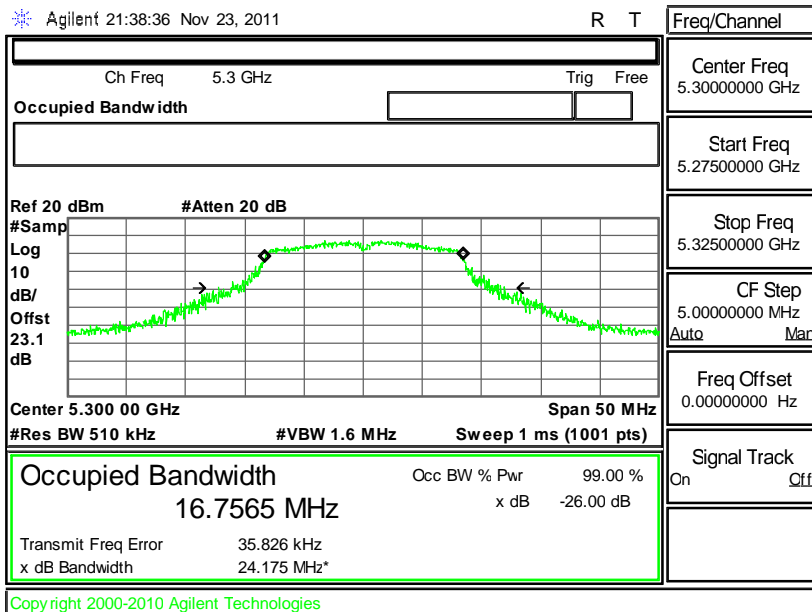 Agilent 21:38:36 Nov 23, 2011 R T
Freq/Channel
Ch Freq 5.3 GHz Trig Free
Occupied Bandwidth
Center Freq
5.30000000 GHz
Start Freq
5.27500000 GHz
Stop Freq
5.32500000 GHz
CF Step
5.00000000 MHz
Auto Man
Freq Offset
0.00000000 Hz
Signal Track
On Off
Ref 20 dBm #Atten 20 dB
#Samp
Log
10
dB/
Offst
23.1
dB
Center 5.300 00 GHz Span 50 MHz
#Res BW 510 kHz #VBW 1.6 MHz Sweep 1 ms (1001 pts)
Occupied Bandwidth Occ BW % Pwr 99.00 %
16.7565 MHz x dB -26.00 dB
Transmit Freq Error 35.826 kHz
x dB Bandwidth 24.175 MHz*
Copyright 2000-2010 Agilent Technologies